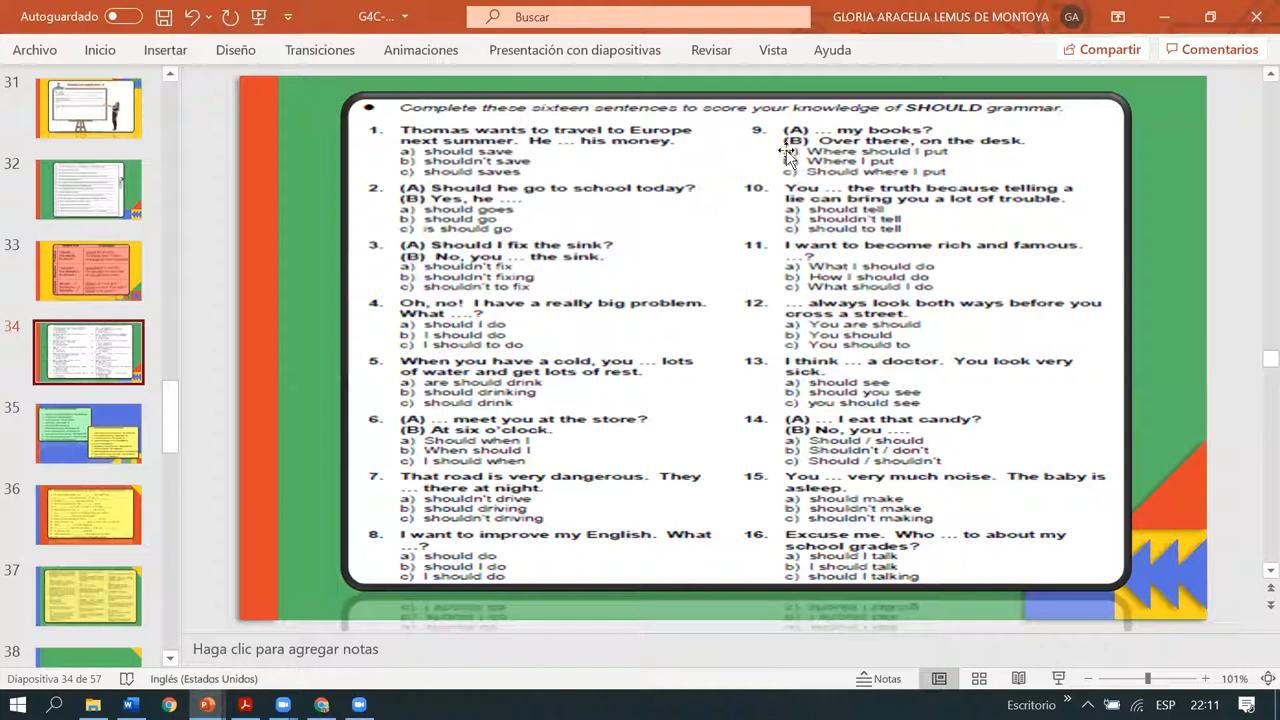 Autoguardado
G4C-...
Buscar
GLORIA ARACELIA LEMUS DE MONTOYA
GA
Archivo
Inicio
Insertar
Diseño
Transiciones
Animaciones
Presentación con diapositivas
Revisar
Vista
Ayuda
Compartir
Comentarios
31
32
33
34
35
36
37
38
Complete these sixteen sentences to score your knowledge of SHOULD grammar.
1. Thomas wants to travel to Europe
next summer. He ... his money.
a) should save
b) shouldn't save
c) should saves
2. (A) Should he go to school today?
(B) Yes, he ....
a) should goes
b) should go
c) is should go
3. (A) Should I fix the sink?
(B) No, you ... the sink.
a) shouldn't fix
b) shouldn't fixing
c) shouldn't to fix
4. Oh, no! I have a really big problem.
What ....?
a) should I do
b) I should do
c) I should to do
5. When you have a cold, you ... lots
of water and get lots of rest.
a) are should drink
b) should drinking
c) should drink
6. (A) ... meet you at the store?
(B) At six o'clock.
a) Should when I
b) When should I
c) I should when
7. That road is very dangerous. They
... there at night.
a) shouldn't drive
b) should driving
c) shouldn't driving
8. I want to improve my English. What
...?
a) should do
b) should I do
c) I should do
9. (A) ... my books?
(B) Over there, on the desk.
Where should I put
Where I put
c) Should where I put
10. You ... the truth because telling a
lie can bring you a lot of trouble.
a) should tell
b) shouldn't tell
c) should to tell
11. I want to become rich and famous.
...?
a) What I should do
b) How I should do
c) What should I do
12. ... always look both ways before you
cross a street.
a) You are should
b) You should
c) You should to
13. I think ... a doctor. You look very
sick.
a) should see
b) should you see
c) you should see
14. (A) ... I eat that candy?
(B) No, you ....
a) Should / should
b) Shouldn't / don't
c) Should / shouldn't
15. You ... very much noise. The baby is
asleep.
a) should make
b) shouldn't make
c) shouldn't making
16. Excuse me. Who ... to about my
school grades?
a) should I talk
b) I should talk
c) should I talking
Haga clic para agregar notas
Diapositiva 34 de 57
Inglés (Estados Unidos)
Notas
101%
Escritorio
ESP
22:11